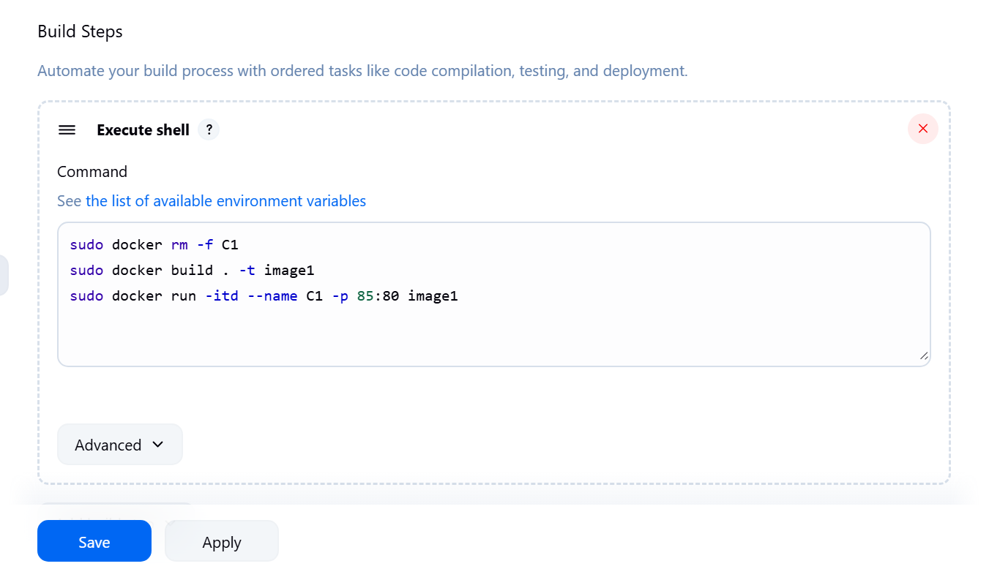 Build Steps
Automate your build process with ordered tasks like code compilation, testing, and deployment.
Execute shell ?
Command
See the list of available environment variables
sudo docker rm -f C1
sudo docker build . -t image1
sudo docker run -itd --name C1 -p 85:80 image1
Advanced
Save Apply